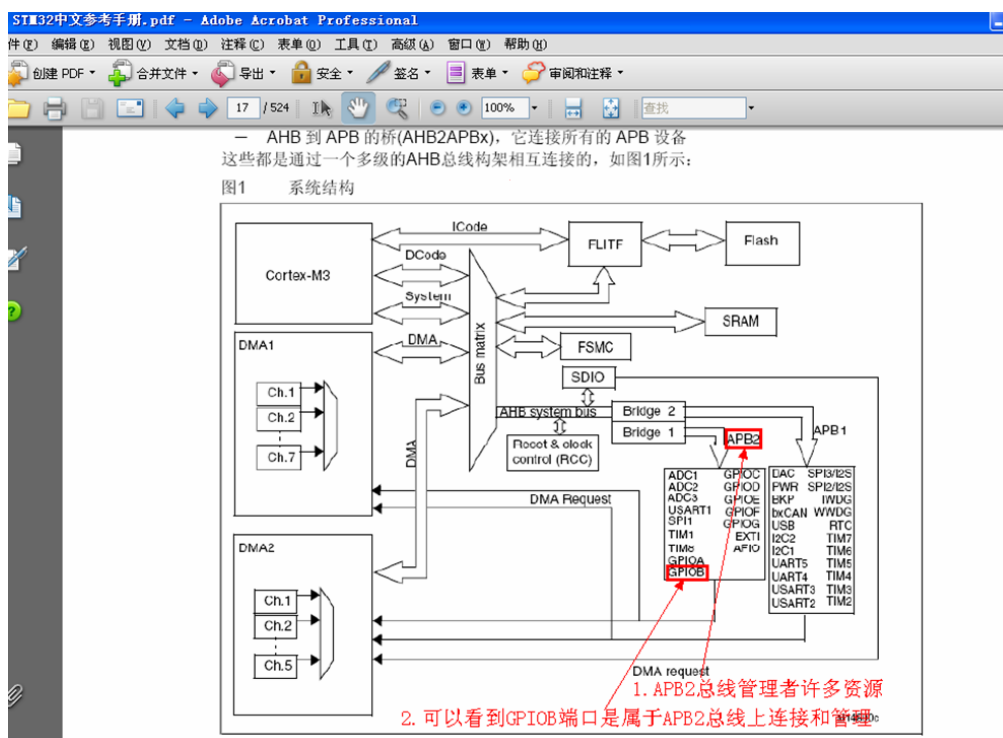 STM32中文参考手册.pdf - Adobe Acrobat Professional
件(F) 编辑(E) 视图(V) 文档(D) 注释(C) 表单(O) 工具(T) 高级(A) 窗口(W) 帮助(H)
创建 PDF 合并文件 导出 安全 签名 表单 审阅和注释
17 /524 100% 查找
— AHB 到 APB 的桥(AHB2APBx)，它连接所有的 APB 设备
这些都是通过一个多级的AHB总线构架相互连接的，如图1所示：
图1 系统结构
ICode
FLITF
Flash
DCode
Cortex-M3
System
SRAM
DMA1
DMA
Bus matrix
FSMC
SDIO
Ch.1
Ch.2
Ch.7
AHB system bus
Bridge 2
Bridge 1
APB2
APB1
Reset & clock
control (RCC)
DMA
DMA Request
ADC1 GPIOC
ADC2 GPIOD
ADC3 GPIOE
USART1 GPIOF
SPI1 GPIOG
TIM1 EXTI
TIM8 AFIO
GPIOA
GPIOB
DAC SPI3/I2S
PWR SPI2/I2S
BKP IWDG
bxCAN WWDG
USB RTC
I2C2 TIM7
I2C1 TIM6
UART5 TIM5
UART4 TIM4
USART3 TIM3
USART2 TIM2
DMA2
Ch.1
Ch.2
Ch.5
DMA request
1.APB2总线管理者许多资源
2.可以看到GPIOB端口是属于APB2总线上连接和管理